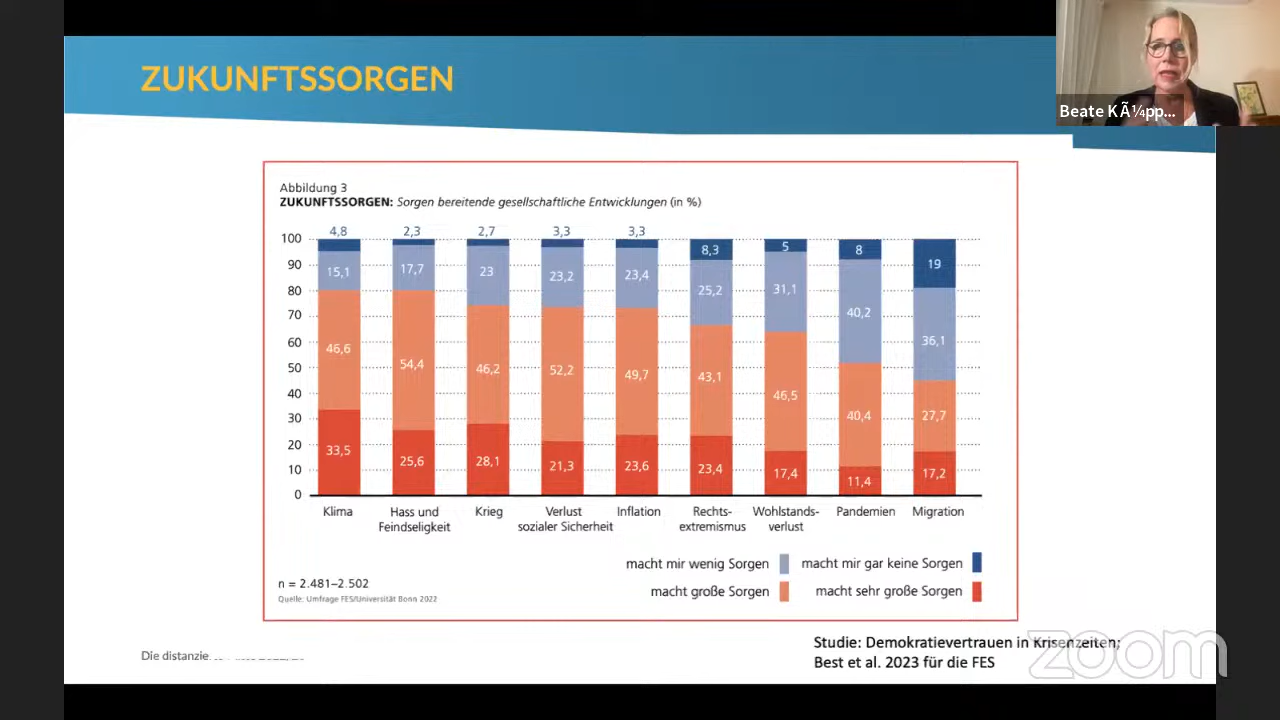 ZUKUNFTSSORGEN
Beate KÃ¼pp...
Abbildung 3
ZUKUNFTSSORGEN: Sorgen bereitende gesellschaftliche Entwicklungen (in %)
4,8 2,3 2,7 3,3 3,3
100 90 80 70 60 50 40 30 20 10 0
15,1 46,6 33,5
17,7 54,4 25,6
23 46,2 28,1
23,2 52,2 21,3
23,4 49,7 23,6
8,3 25,2 43,1 23,4
5 31,1 46,5 17,4
8 40,2 40,4 11,4
19 36,1 27,7 17,2
Klima
Hass und
Feindseligkeit
Krieg
Verlust
sozialer Sicherheit
Inflation
Rechts-
extremismus
Wohlstands-
verlust
Pandemien
Migration
macht mir wenig Sorgen macht mir gar keine Sorgen
macht große Sorgen macht sehr große Sorgen
n = 2.481–2.502
Quelle: Umfrage FES/Universität Bonn 2022
Studie: Demokratievertrauen in Krisenzeiten;
Best et al. 2023 für die FES
Die distanzie
zoom